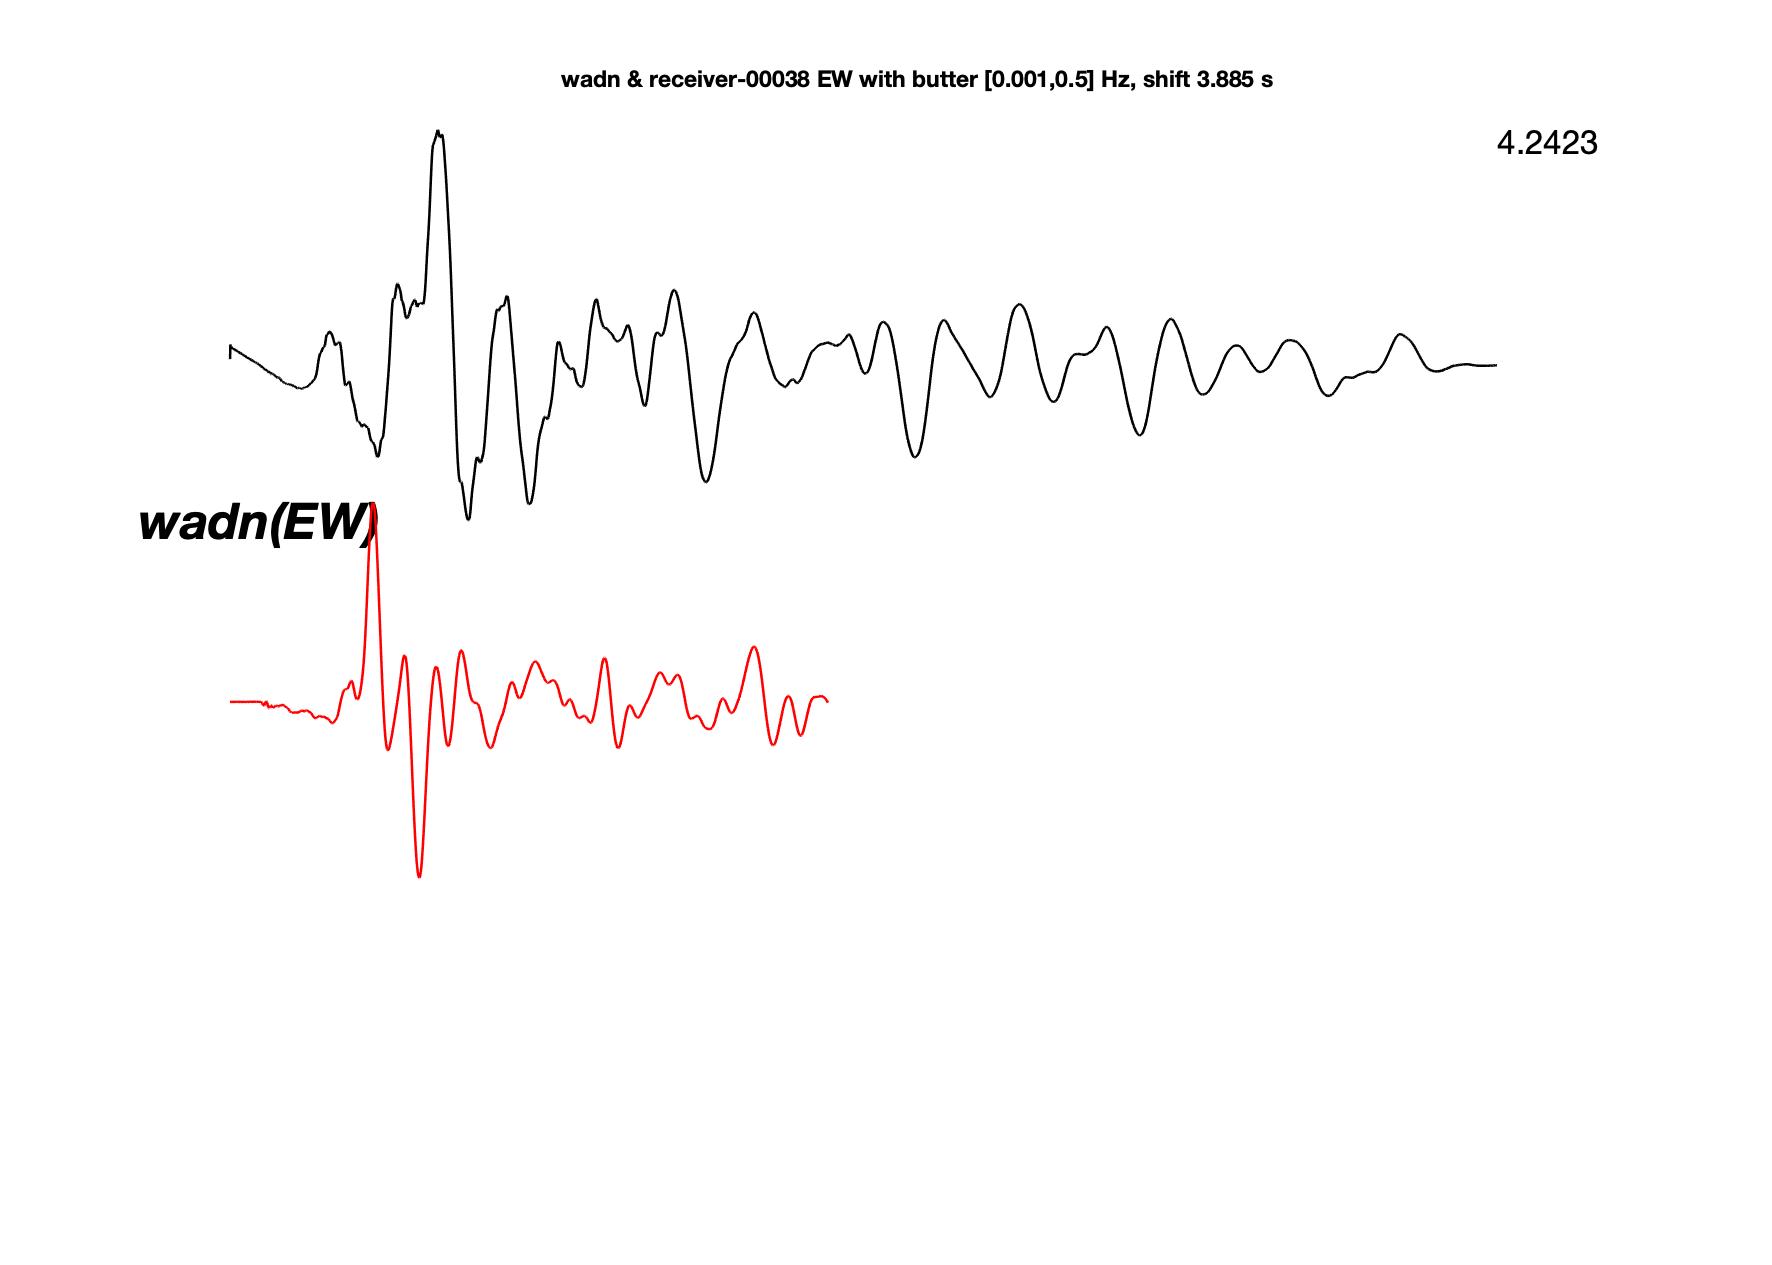 wadn & receiver-00038 EW with butter [0.001,0.5] Hz, shift 3.885 s
4.2423
wadn(EW)